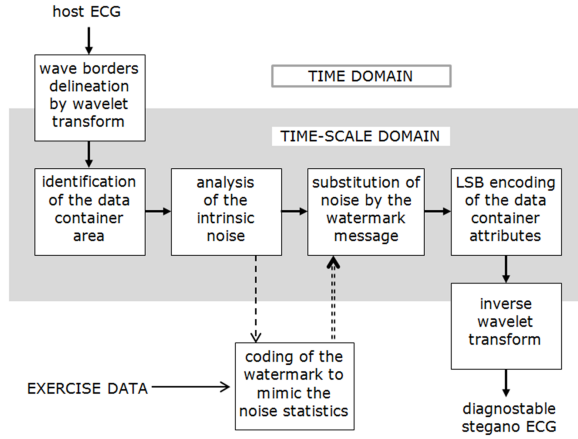 host ECG
wave borders
delineation
by wavelet
transform
TIME DOMAIN
TIME-SCALE DOMAIN
identification
of the data
container
area
analysis
of the
intrinsic
noise
substitution of
noise by the
watermark
message
LSB encoding
of the data
container
attributes
inverse
wavelet
transform
coding of the
watermark to
mimic the
noise statistics
EXERCISE DATA
diagnostable
stegano ECG